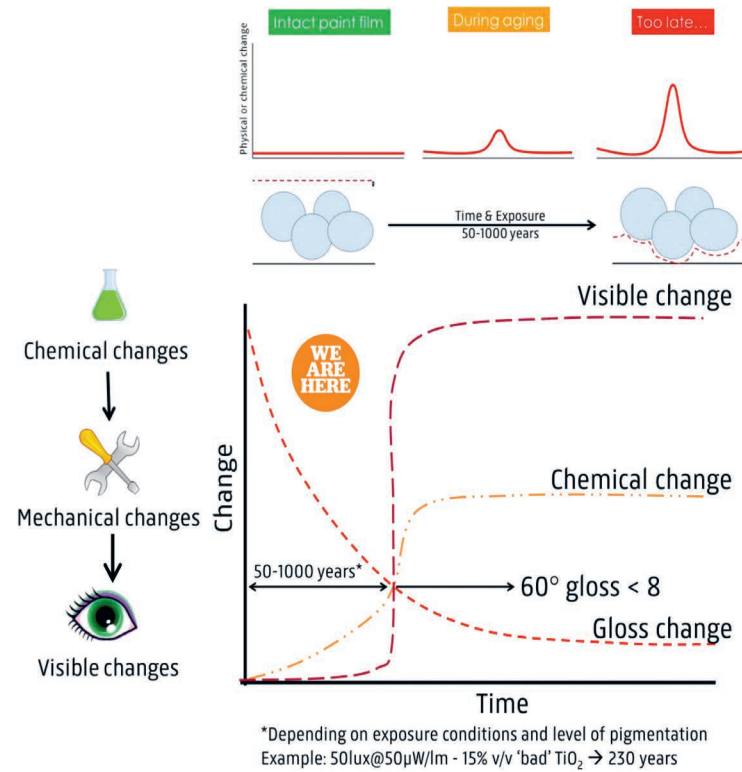 Intact paint film
During aging
Too late...
Physical or chemical change
Time & Exposure
50-1000 years
Visible change
WE
ARE
HERE
Chemical changes
Chemical change
Mechanical changes
Change
50-1000 years*
60° gloss < 8
Gloss change
Visible changes
Time
*Depending on exposure conditions and level of pigmentation
Example: 50lux@50µW/lm - 15% v/v ‘bad’ TiO₂ → 230 years